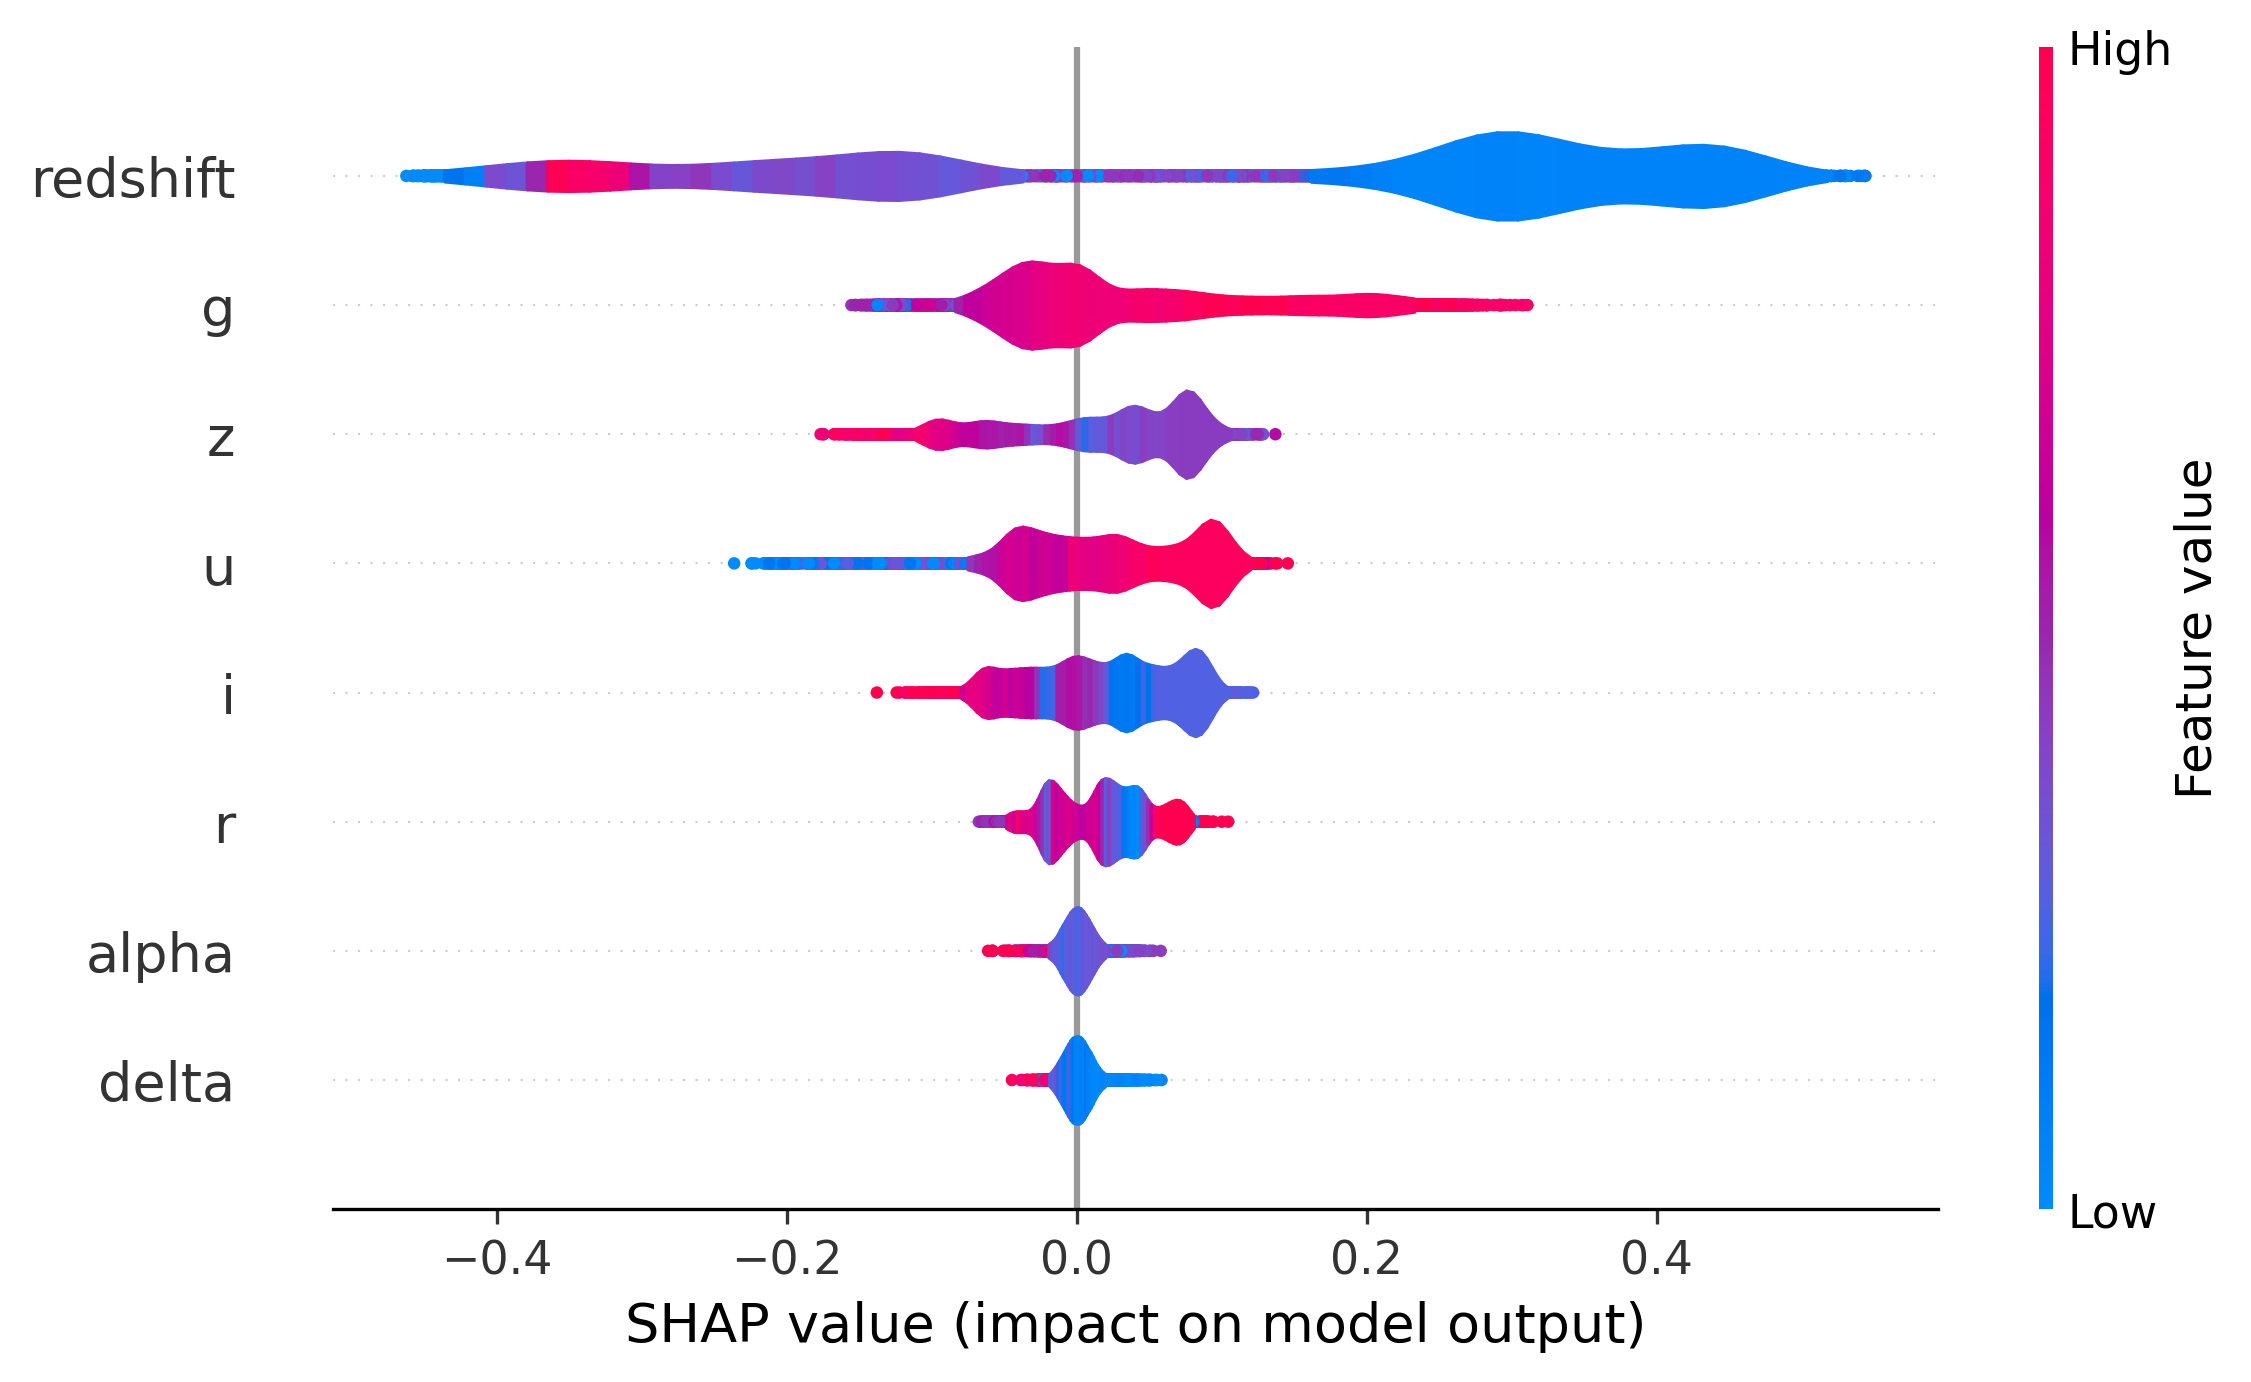 High
redshift
g
z
u
i
r
alpha
delta
Feature value
Low
−0.4 −0.2 0.0 0.2 0.4
SHAP value (impact on model output)